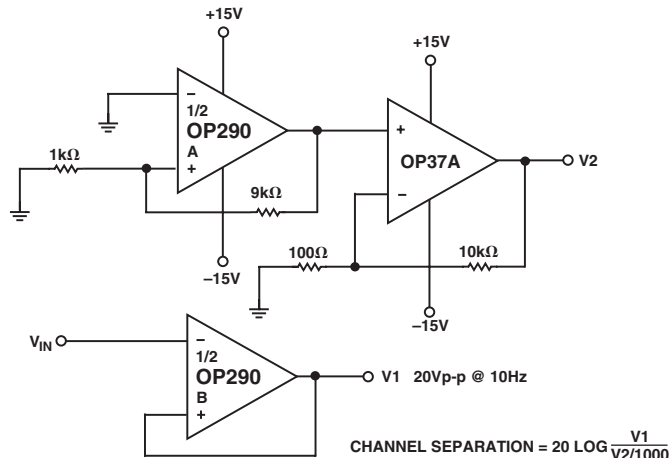 +15V
+15V
−
1/2
OP290
A
+
1kΩ
9kΩ
−15V
+
OP37A
−
V2
100Ω
10kΩ
−15V
VIN
−
1/2
OP290
B
+
V1 20Vp-p @ 10Hz
CHANNEL SEPARATION = 20 LOG V1
V2/1000